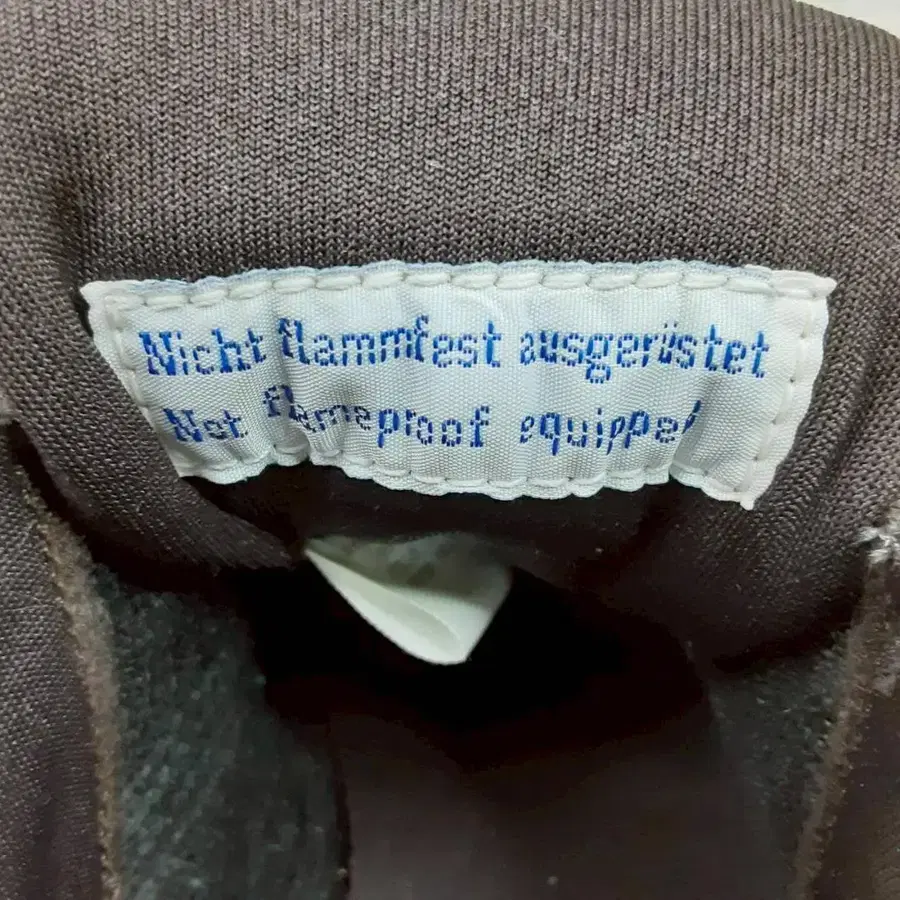 Nicht flammfest ausgerüstet
Not flameproof equipped